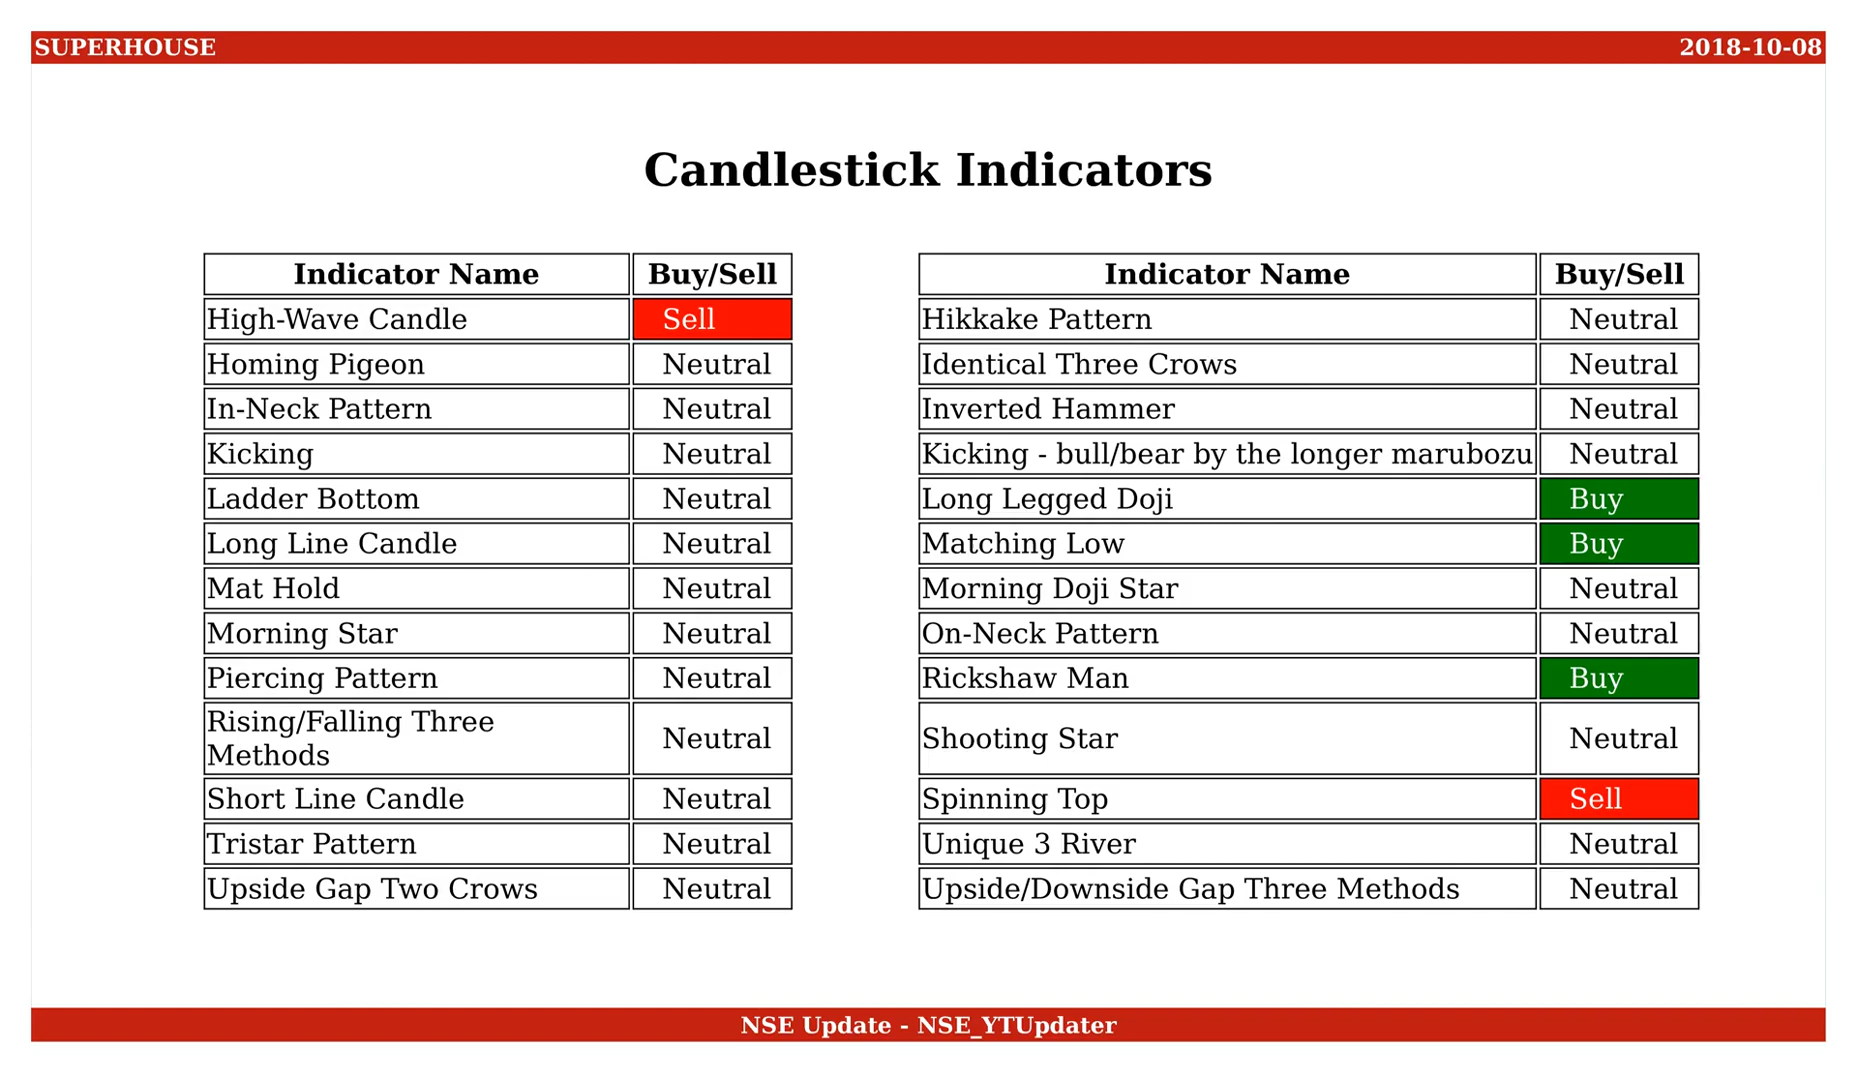 SUPERHOUSE 2018-10-08
Candlestick Indicators
Indicator Name Buy/Sell
High-Wave Candle Sell
Homing Pigeon Neutral
In-Neck Pattern Neutral
Kicking Neutral
Ladder Bottom Neutral
Long Line Candle Neutral
Mat Hold Neutral
Morning Star Neutral
Piercing Pattern Neutral
Rising/Falling Three
Methods Neutral
Short Line Candle Neutral
Tristar Pattern Neutral
Upside Gap Two Crows Neutral
Indicator Name Buy/Sell
Hikkake Pattern Neutral
Identical Three Crows Neutral
Inverted Hammer Neutral
Kicking - bull/bear by the longer marubozu Neutral
Long Legged Doji Buy
Matching Low Buy
Morning Doji Star Neutral
On-Neck Pattern Neutral
Rickshaw Man Buy
Shooting Star Neutral
Spinning Top Sell
Unique 3 River Neutral
Upside/Downside Gap Three Methods Neutral
NSE Update - NSE_YTUpdater